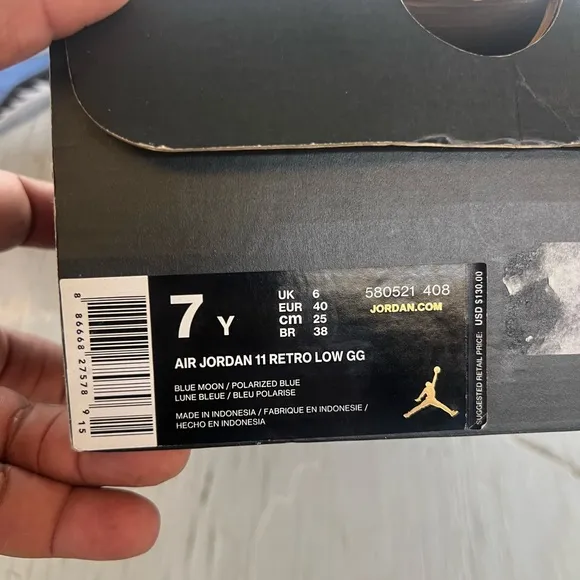 7 Y
UK 6
EUR 40
cm 25
BR 38
580521 408
JORDAN.COM
AIR JORDAN 11 RETRO LOW GG
BLUE MOON / POLARIZED BLUE
LUNE BLEUE / BLEU POLARISE
MADE IN INDONESIA / FABRIQUE EN INDONESIE /
HECHO EN INDONESIA
SUGGESTED RETAIL PRICE: USD $130.00
8 86668 27578 9 15